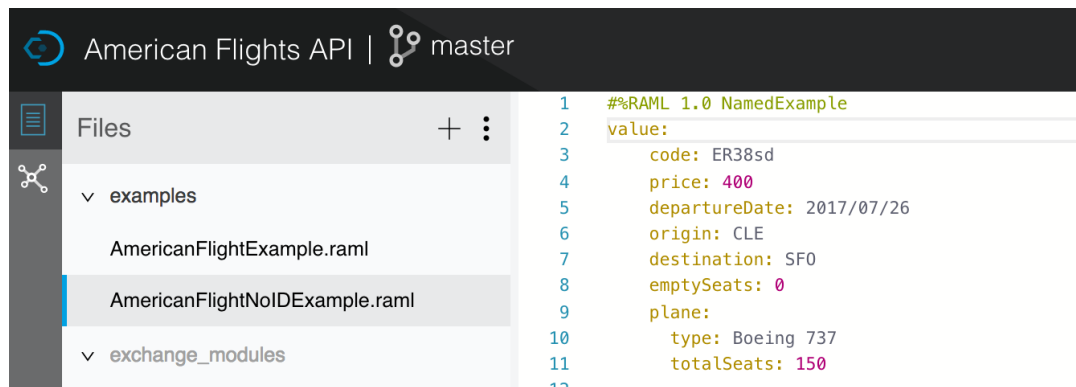 American Flights API | master
Files
examples
AmericanFlightExample.raml
AmericanFlightNoIDExample.raml
exchange_modules
1 #%RAML 1.0 NamedExample
2 value:
3 code: ER38sd
4 price: 400
5 departureDate: 2017/07/26
6 origin: CLE
7 destination: SFO
8 emptySeats: 0
9 plane:
10 type: Boeing 737
11 totalSeats: 150